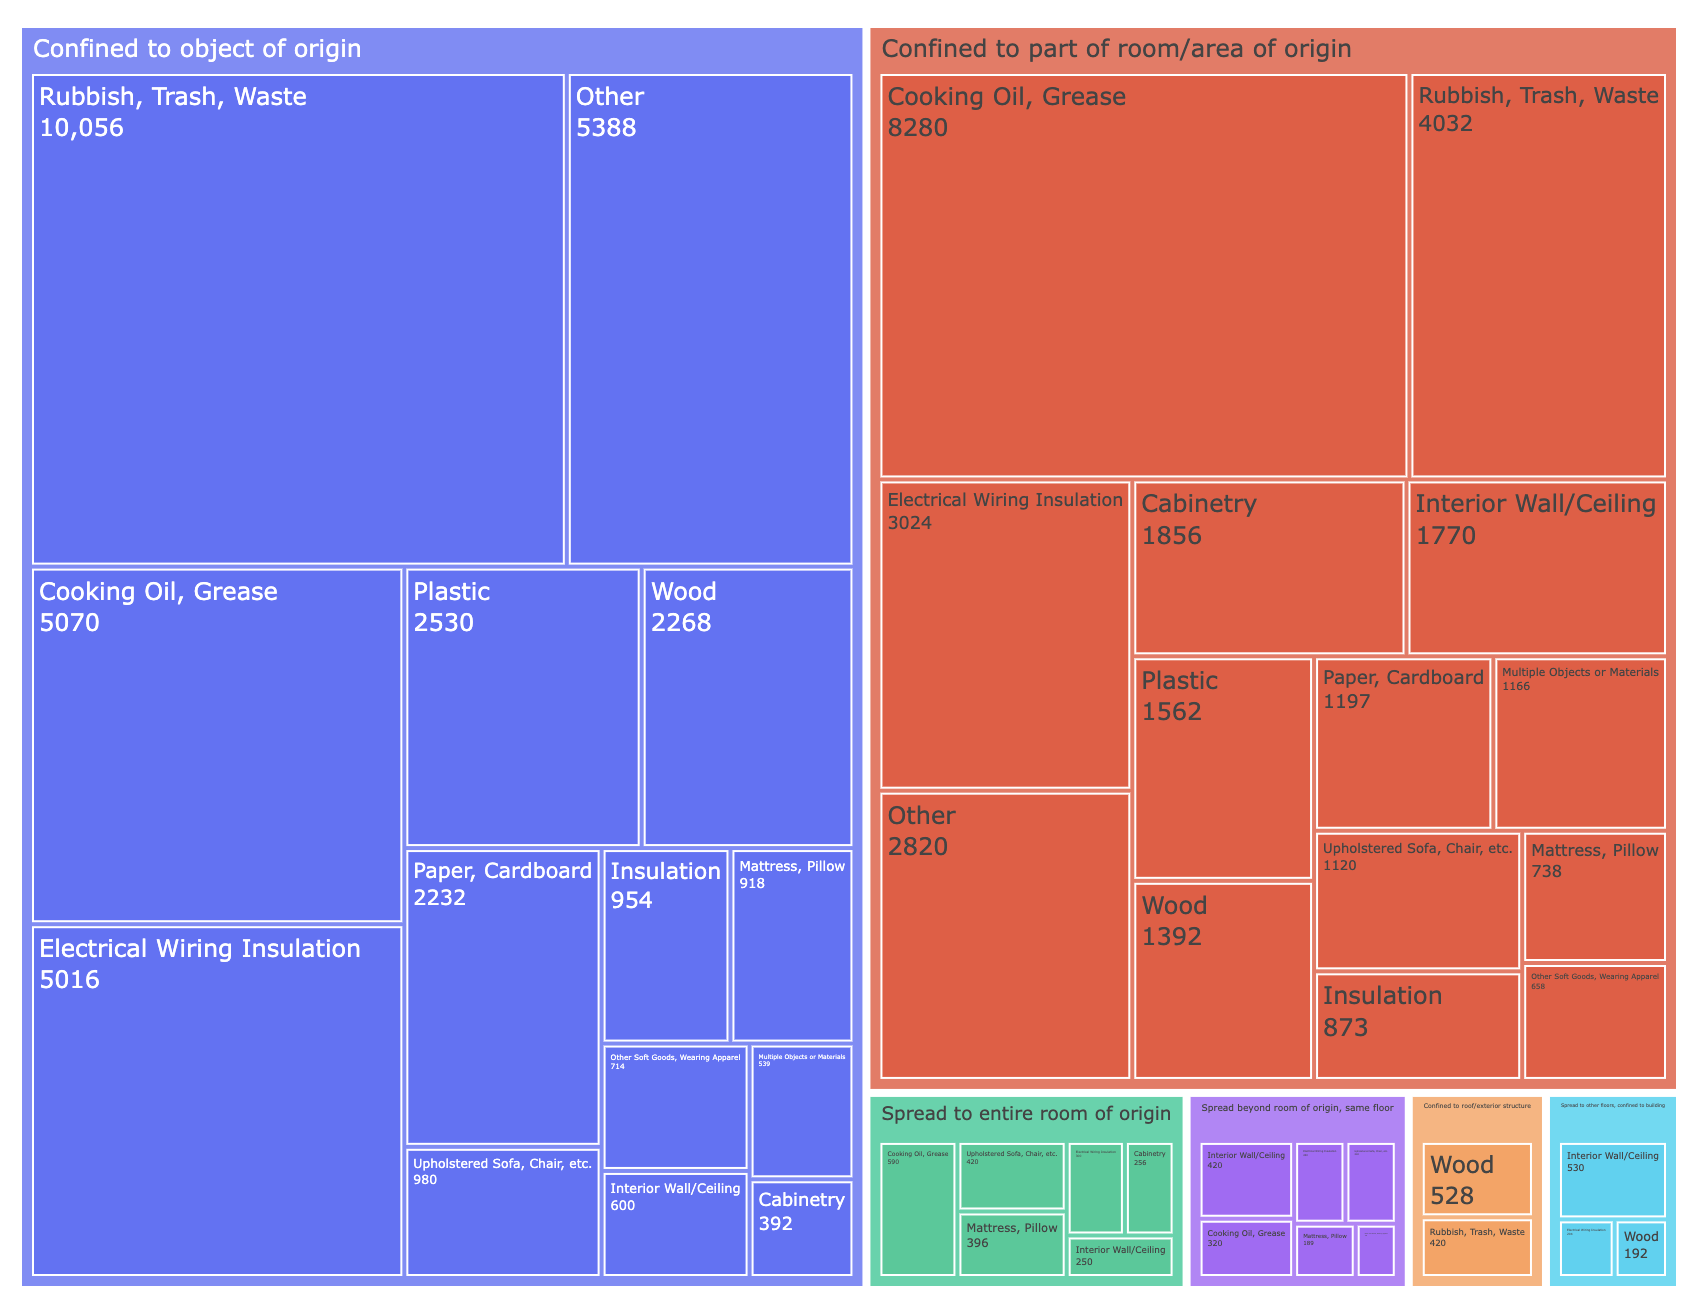 Confined to object of origin
Rubbish, Trash, Waste
10,056
Other
5388
Cooking Oil, Grease
5070
Plastic
2530
Wood
2268
Electrical Wiring Insulation
5016
Paper, Cardboard
2232
Insulation
954
Mattress, Pillow
918
Other Soft Goods, Wearing Apparel
714
Multiple Objects or Materials
539
Upholstered Sofa, Chair, etc.
980
Interior Wall/Ceiling
600
Cabinetry
392
Confined to part of room/area of origin
Cooking Oil, Grease
8280
Rubbish, Trash, Waste
4032
Electrical Wiring Insulation
3024
Cabinetry
1856
Interior Wall/Ceiling
1770
Other
2820
Plastic
1562
Paper, Cardboard
1197
Multiple Objects or Materials
1166
Wood
1392
Upholstered Sofa, Chair, etc.
1120
Mattress, Pillow
738
Insulation
873
Other Soft Goods, Wearing Apparel
658
Spread to entire room of origin
Cooking Oil, Grease
590
Upholstered Sofa, Chair, etc.
420
Mattress, Pillow
396
Electrical Wiring Insulation
Cabinetry
256
Interior Wall/Ceiling
250
Spread beyond room of origin, same floor
Interior Wall/Ceiling
420
Cooking Oil, Grease
320
Mattress, Pillow
189
Confined to roof/exterior structure
Wood
528
Rubbish, Trash, Waste
420
Spread to other floors, confined to building
Interior Wall/Ceiling
530
Electrical Wiring Insulation
Wood
192